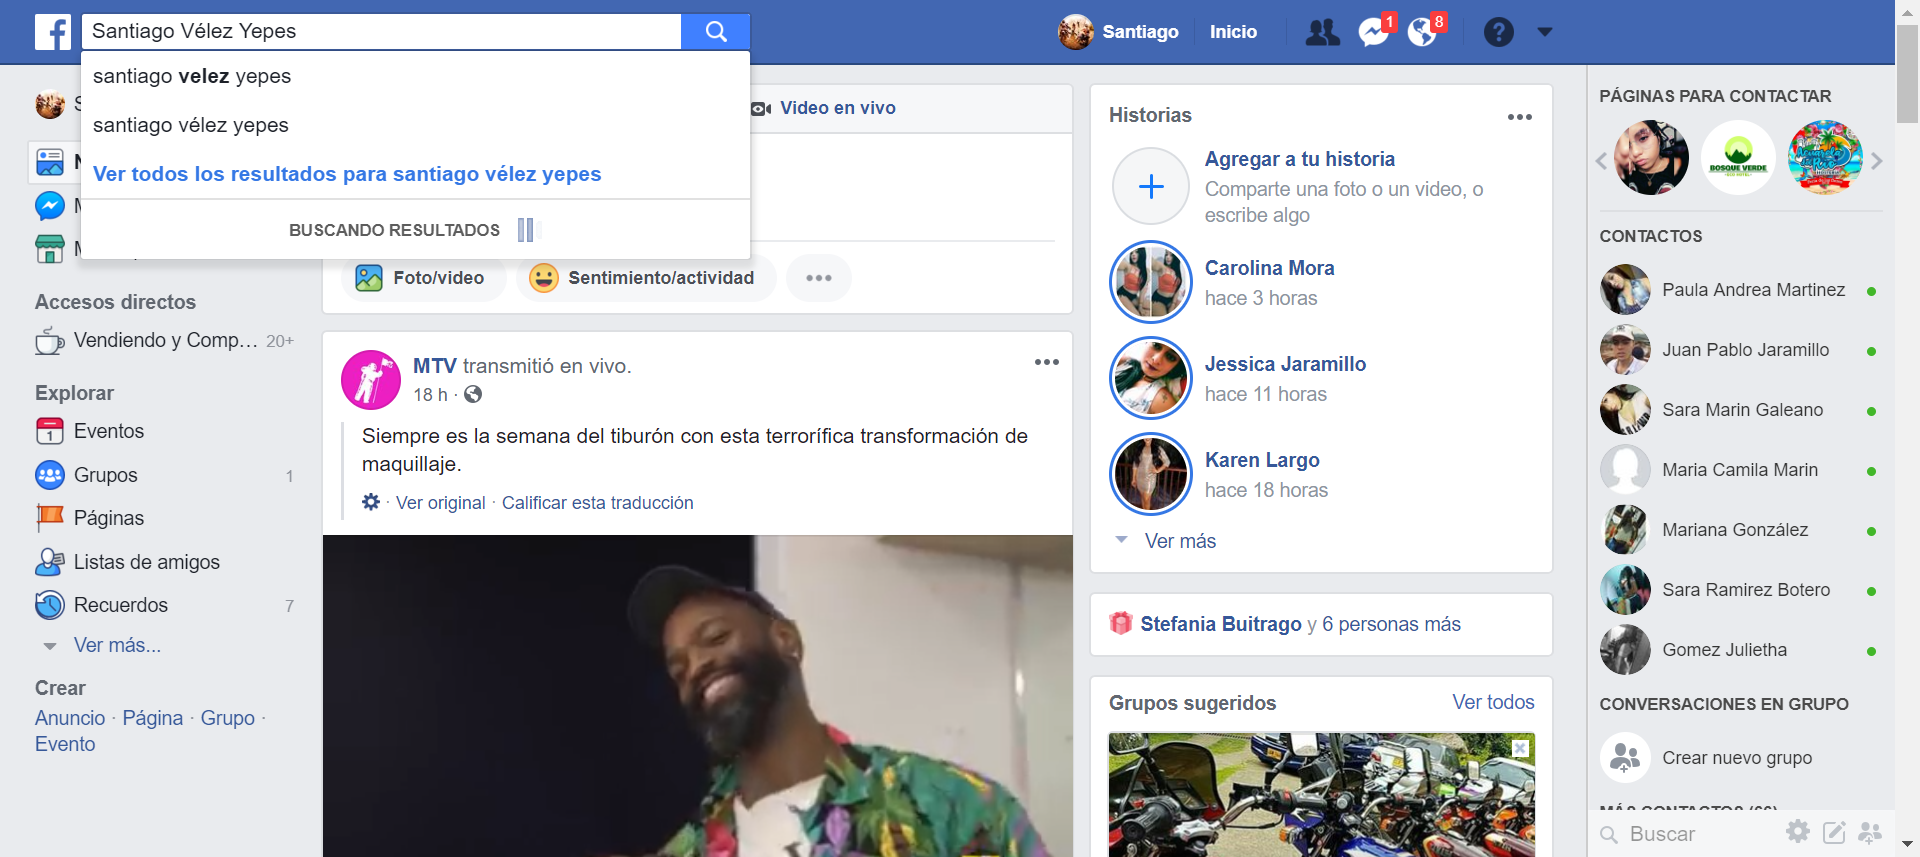 Santiago Vélez Yepes
Santiago
Inicio
1
8
santiago velez yepes
santiago vélez yepes
Ver todos los resultados para santiago vélez yepes
BUSCANDO RESULTADOS
Accesos directos
Vendiendo y Comp... 20+
Explorar
1
Eventos
Grupos 1
Páginas
Listas de amigos
Recuerdos 7
Ver más...
Crear
Anuncio · Página · Grupo ·
Evento
Video en vivo
Foto/video
Sentimiento/actividad
MTV transmitió en vivo.
18 h ·
Siempre es la semana del tiburón con esta terrorífica transformación de
maquillaje.
· Ver original · Calificar esta traducción
Historias
Agregar a tu historia
Comparte una foto o un video, o
escribe algo
Carolina Mora
hace 3 horas
Jessica Jaramillo
hace 11 horas
Karen Largo
hace 18 horas
Ver más
Stefania Buitrago y 6 personas más
Grupos sugeridos
Ver todos
PÁGINAS PARA CONTACTAR
BOSQUE VERDE
CONTACTOS
Paula Andrea Martinez
Juan Pablo Jaramillo
Sara Marin Galeano
Maria Camila Marin
Mariana González
Sara Ramirez Botero
Gomez Julietha
CONVERSACIONES EN GRUPO
Crear nuevo grupo
MÁS CONTACTOS (66)
Buscar